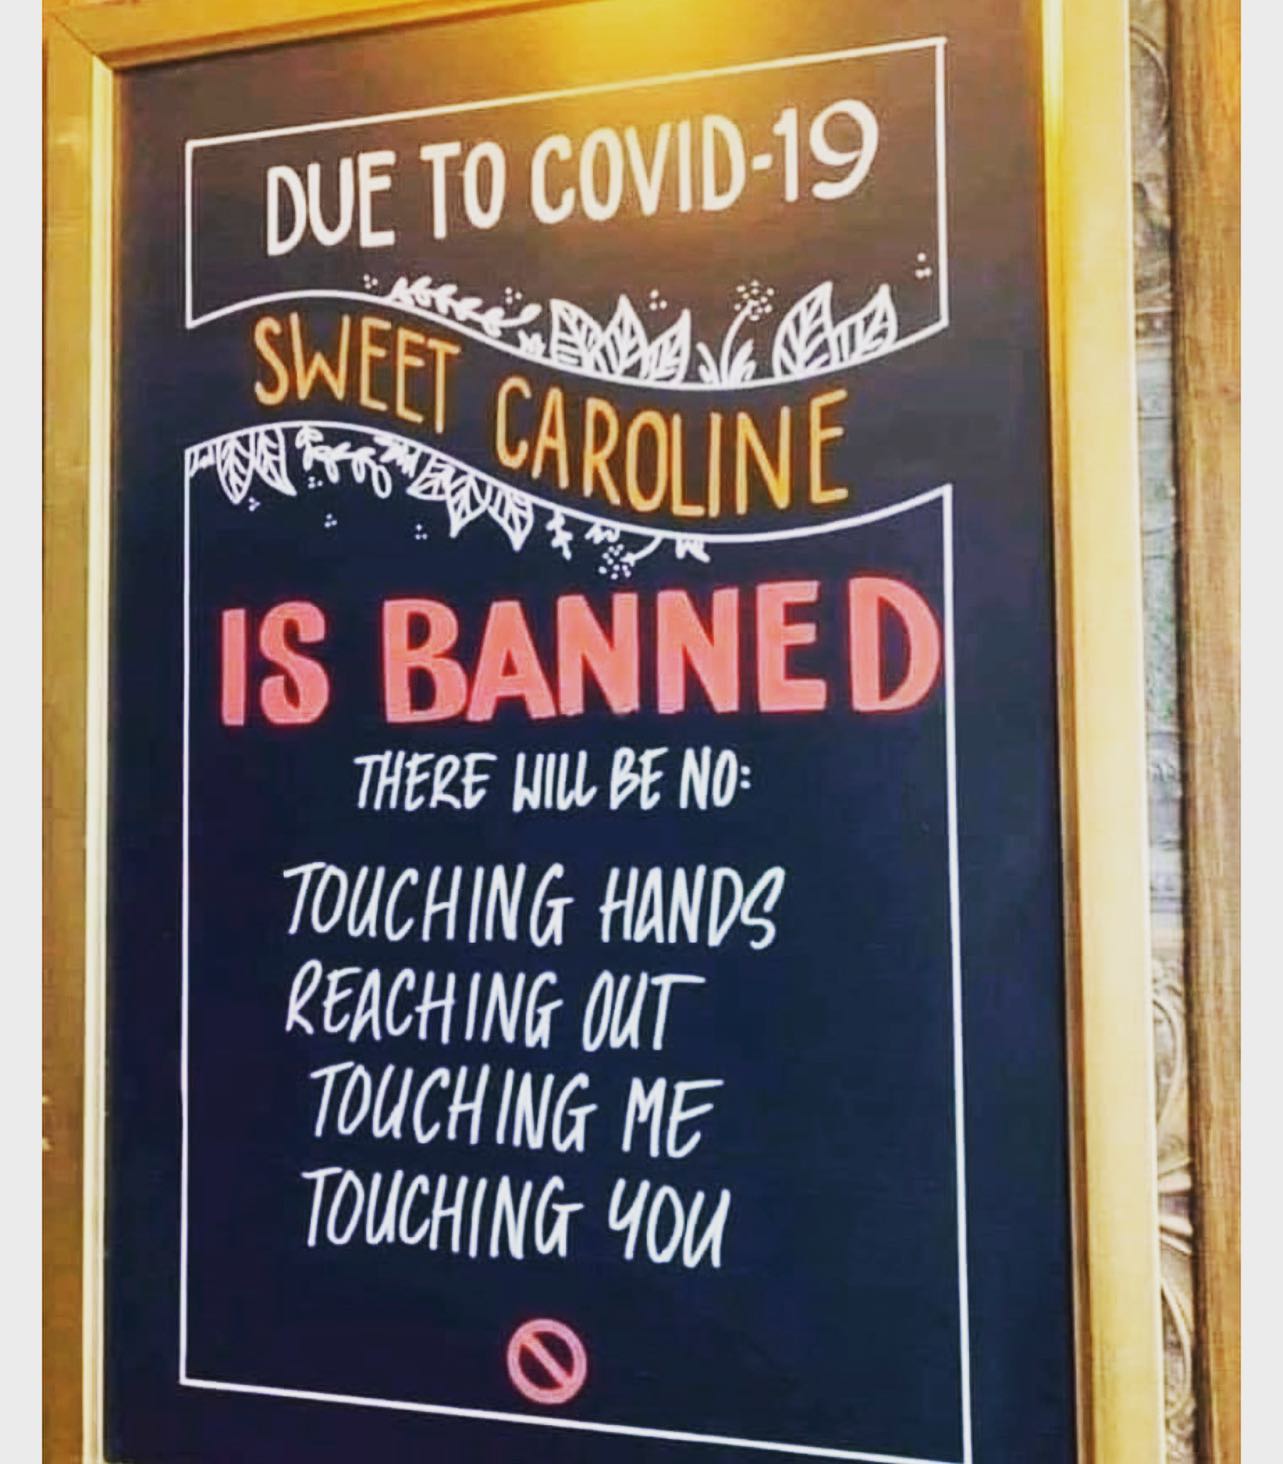 DUE TO COVID-19
SWEET CAROLINE
IS BANNED
THERE WILL BE NO:
TOUCHING HANDS
REACHING OUT
TOUCHING ME
TOUCHING YOU